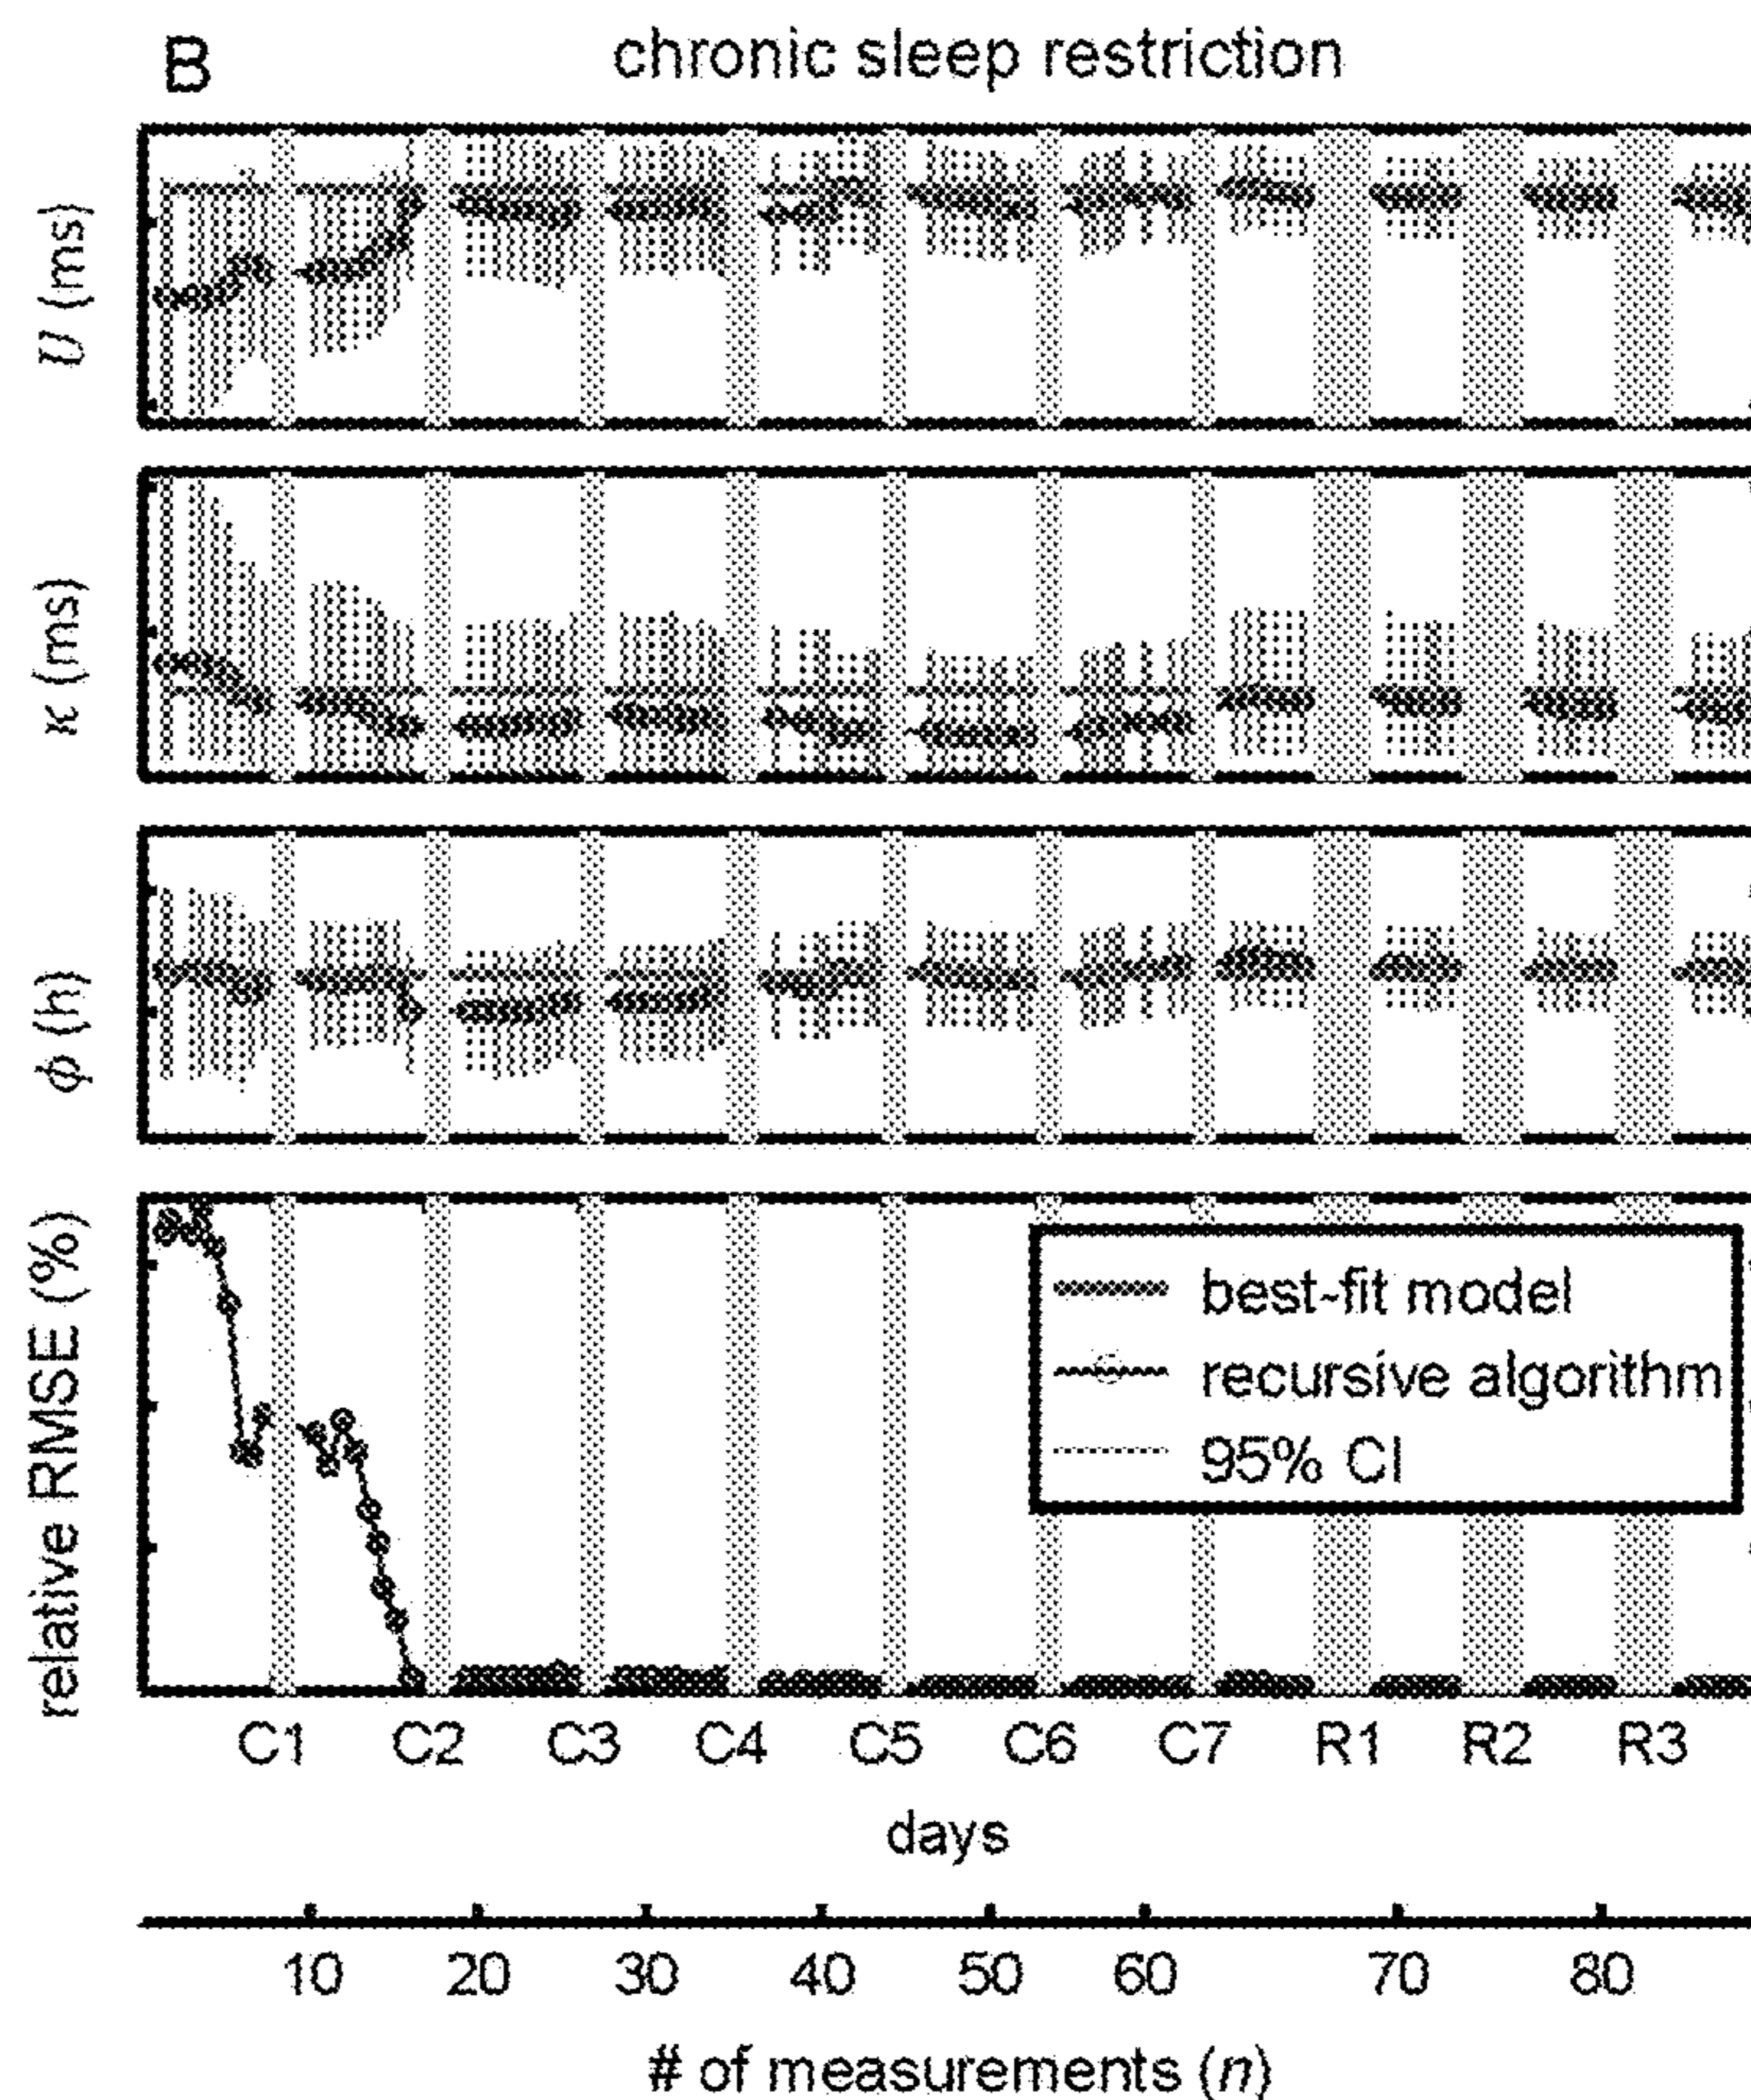 B
chronic sleep restriction
U (ms)
κ (ms)
ϕ (h)
relative RMSE (%)
best-fit model
recursive algorithm
95% CI
C1 C2 C3 C4 C5 C6 C7 R1 R2 R3
days
10 20 30 40 50 60 70 80
# of measurements (n)